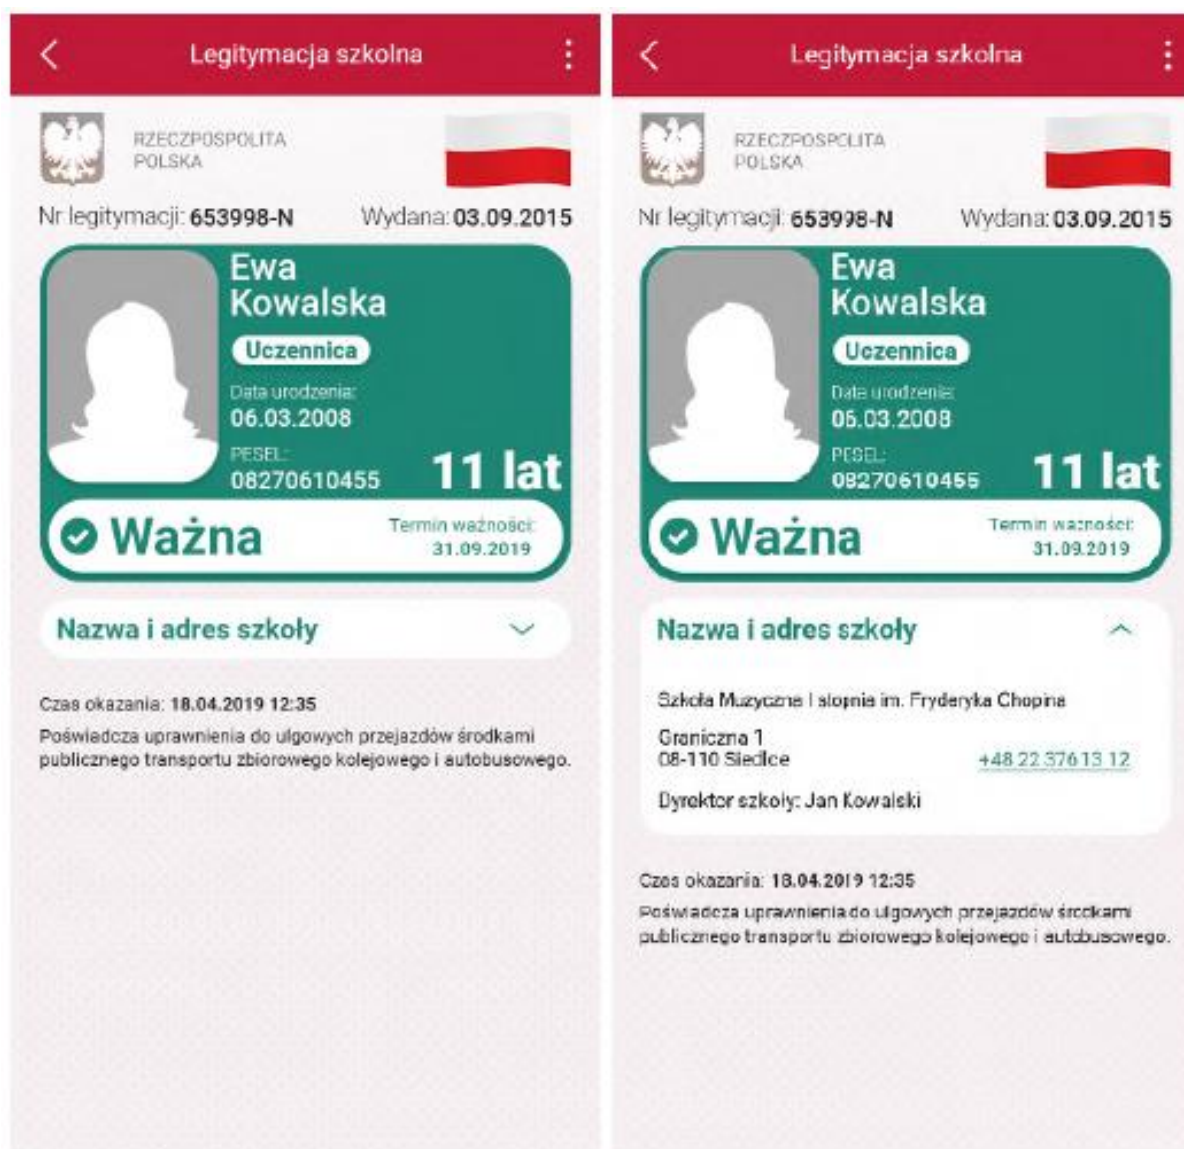 Legitymacja szkolna
RZECZPOSPOLITA
POLSKA
Nr legitymacji: 653998-N Wydana: 03.09.2015
Ewa
Kowalska
Uczennica
Data urodzenia:
06.03.2008
PESEL:
08270610455
11 lat
Ważna
Termin ważności:
31.09.2019
Nazwa i adres szkoły
Czas okazania: 18.04.2019 12:35
Poświadcza uprawnienia do ulgowych przejazdów środkami
publicznego transportu zbiorowego kolejowego i autobusowego.
Legitymacja szkolna
RZECZPOSPOLITA
POLSKA
Nr legitymacji: 653998-N Wydana: 03.09.2015
Ewa
Kowalska
Uczennica
Data urodzenia:
06.03.2008
PESEL:
08270610455
11 lat
Ważna
Termin ważności:
31.09.2019
Nazwa i adres szkoły
Szkoła Muzyczna I stopnia im. Fryderyka Chopina
Graniczna 1
08-110 Siedlce
+48 22 376 13 12
Dyrektor szkoły: Jan Kowalski
Czas okazania: 18.04.2019 12:35
Poświadcza uprawnienia do ulgowych przejazdów środkami
publicznego transportu zbiorowego kolejowego i autobusowego.